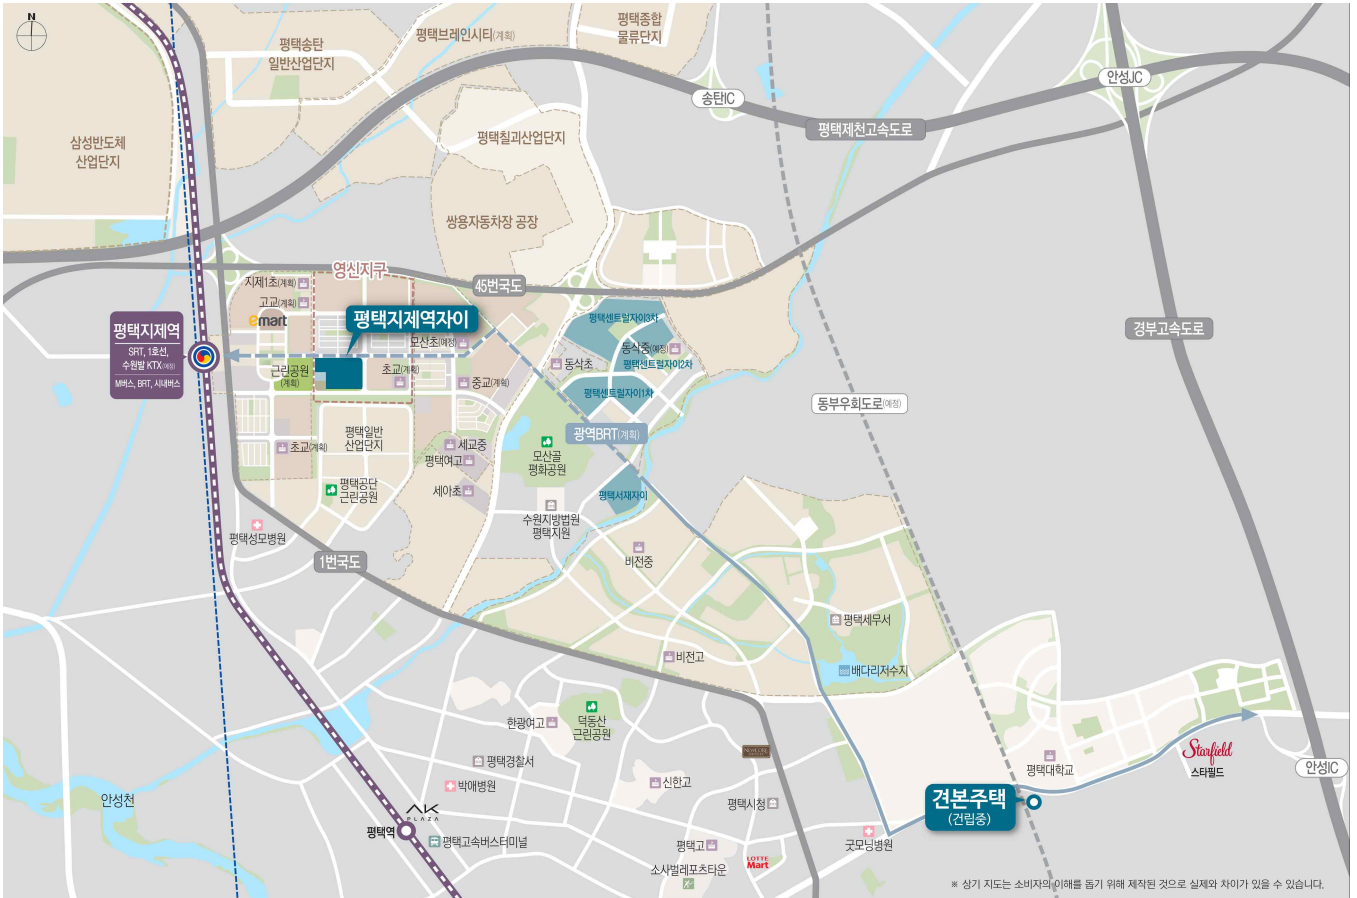 N
평택송탄
일반산업단지
평택브레인시티(계획)
평택종합
물류단지
안성JC
송탄IC
평택제천고속도로
삼성반도체
산업단지
평택칠괴산업단지
쌍용자동차장 공장
영신지구
45번국도
지제1초(계획)
고교(계획)
emart
평택지제역자이
평택센트럴자이3차
모산초(예정)
동삭중(예정)
평택지제역
SRT, 1호선,
수원발 KTX(예정)
M버스, BRT, 시내버스
경부고속도로
근린공원
(계획)
초교(계획)
중교(계획)
동삭초
평택센트럴자이2차
평택센트럴자이1차
동부우회도로(예정)
광역BRT(계획)
평택일반
산업단지
초교(계획)
세교중
평택여고
모산골
평화공원
평택공단
근린공원
세아초
평택서재자이
수원지방법원
평택지원
평택성모병원
1번국도
비전중
평택세무서
비전고
배다리저수지
한광여고
덕동산
근린공원
평택경찰서
NEWCORE
박애병원
신한고
평택시청
평택대학교
Starfield
스타필드
안성IC
안성천
AK
PLAZA
평택역
평택고속버스터미널
견본주택
(건립중)
평택고
LOTTE
Mart
굿모닝병원
소사벌레포츠타운
※ 상기 지도는 소비자의 이해를 돕기 위해 제작된 것으로 실제와 차이가 있을 수 있습니다.